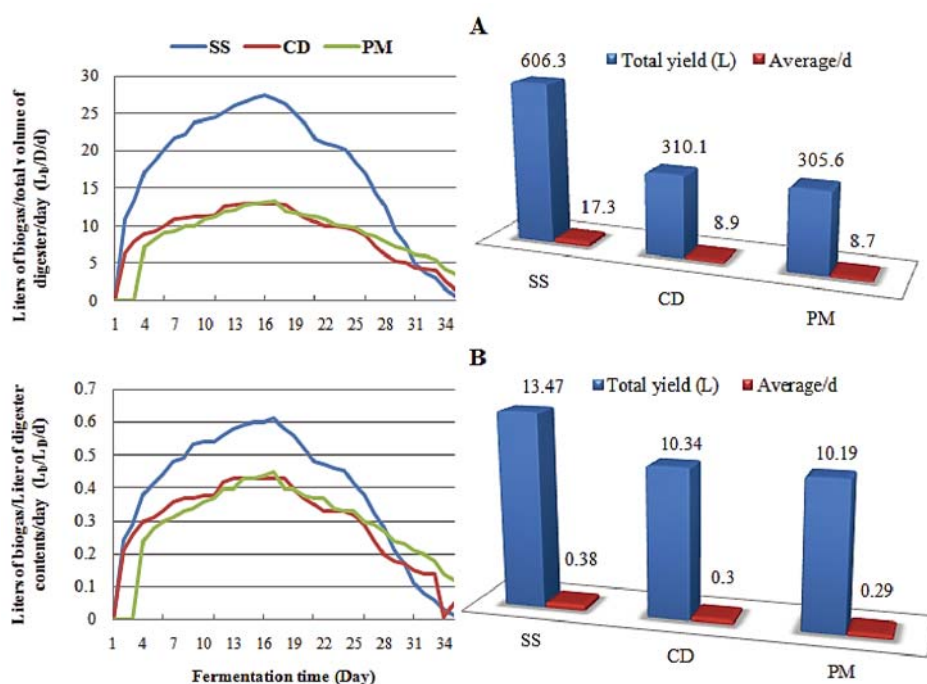 SS CD PM
Liters of biogas/total volume of
digester/day (Lb/D/d)
30
25
20
15
10
5
0
1 4 7 10 13 16 19 22 25 28 31 34
A
Total yield (L) Average/d
606.3
17.3
310.1
8.9
305.6
8.7
SS
CD
PM
Liters of biogas/Liter of digester
contents/day (Lb/LD/d)
0.7
0.6
0.5
0.4
0.3
0.2
0.1
0
1 4 7 10 13 16 19 22 25 28 31 34
Fermentation time (Day)
B
Total yield (L) Average/d
13.47
0.38
10.34
0.3
10.19
0.29
SS
CD
PM